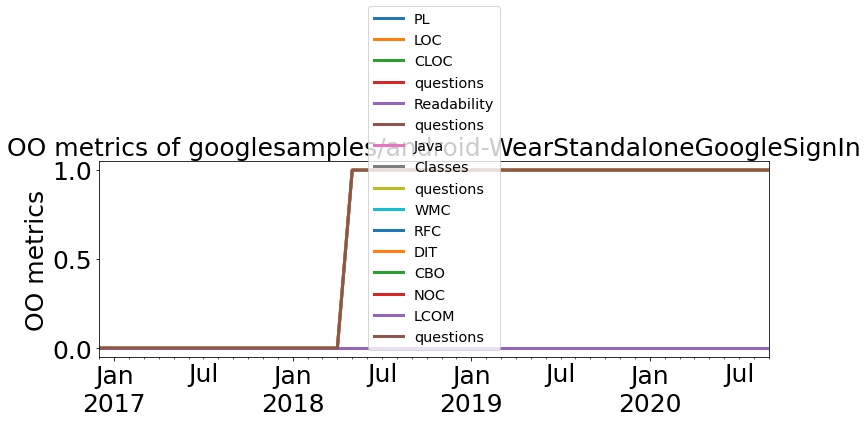 PL
LOC
CLOC
questions
Readability
questions
OO metrics of googlesamples/android-WearStandaloneGoogleSignIn
Java
Classes
questions
WMC
RFC
DIT
CBO
NOC
LCOM
questions
OO metrics
1.0
0.5
0.0
Jan Jul Jan Jul Jan Jul Jan Jul
2017 2018 2019 2020